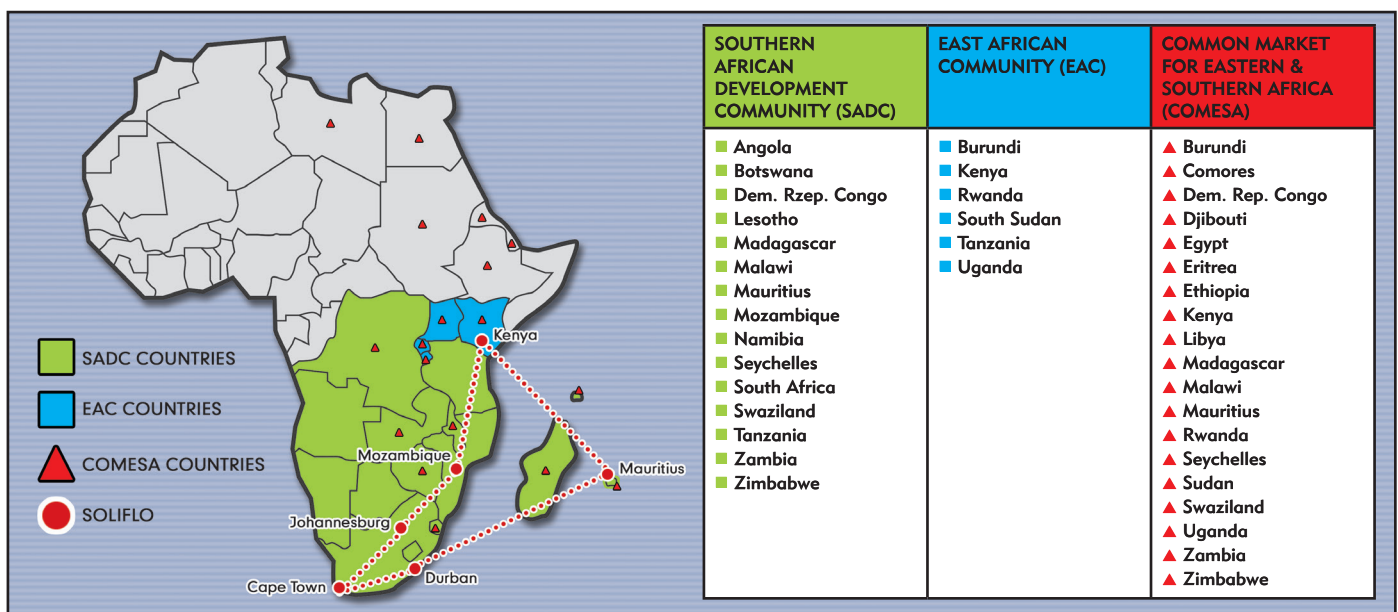 SADC COUNTRIES
EAC COUNTRIES
COMESA COUNTRIES
SOLIFLO
Kenya
Mozambique
Mauritius
Johannesburg
Durban
Cape Town
SOUTHERN
AFRICAN
DEVELOPMENT
COMMUNITY (SADC)
Angola
Botswana
Dem. Rzep. Congo
Lesotho
Madagascar
Malawi
Mauritius
Mozambique
Namibia
Seychelles
South Africa
Swaziland
Tanzania
Zambia
Zimbabwe
EAST AFRICAN
COMMUNITY (EAC)
Burundi
Kenya
Rwanda
South Sudan
Tanzania
Uganda
COMMON MARKET
FOR EASTERN &
SOUTHERN AFRICA
(COMESA)
Burundi
Comores
Dem. Rep. Congo
Djibouti
Egypt
Eritrea
Ethiopia
Kenya
Libya
Madagascar
Malawi
Mauritius
Rwanda
Seychelles
Sudan
Swaziland
Uganda
Zambia
Zimbabwe